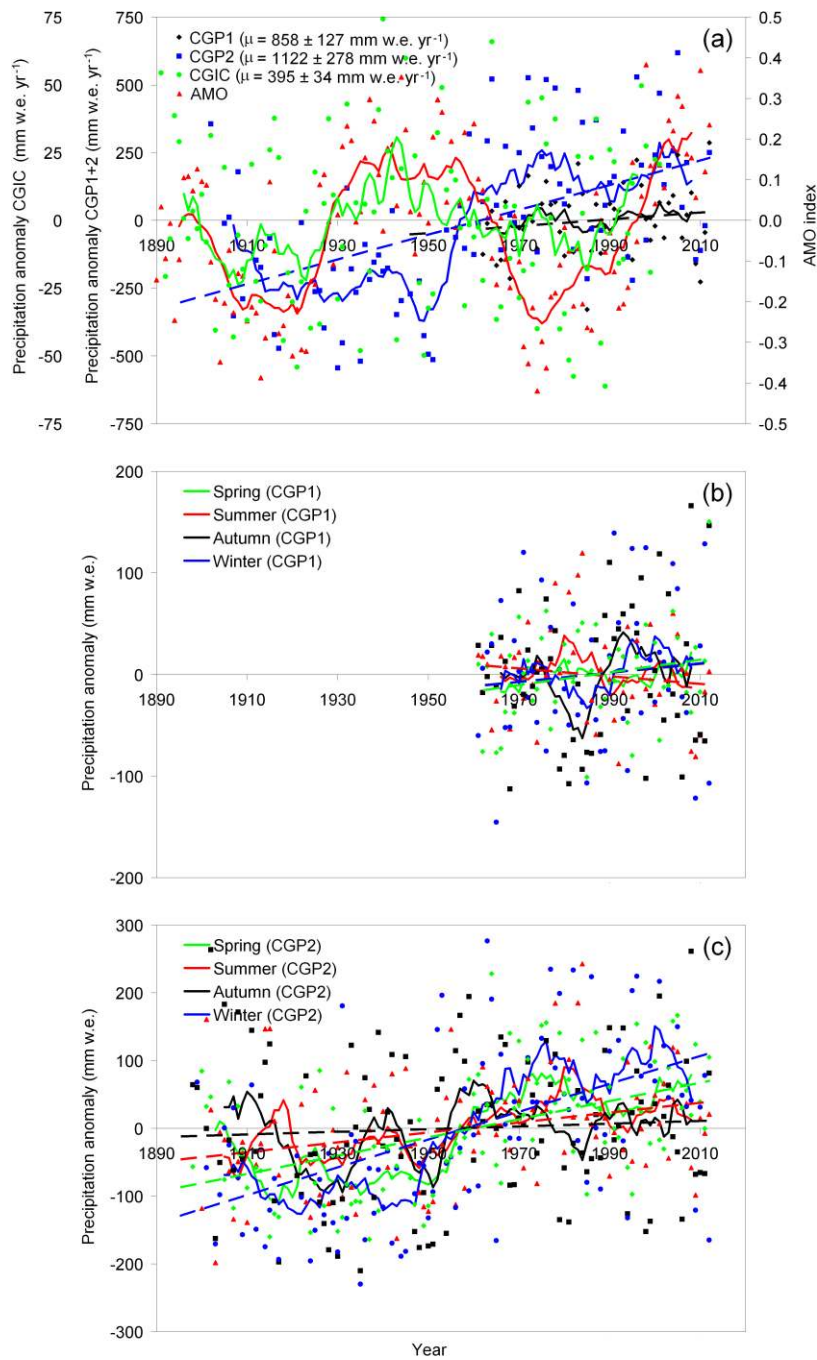 75 750 0.5
(a)
CGP1 (μ = 858 ± 127 mm w.e. yr-1)
CGP2 (μ = 1122 ± 278 mm w.e. yr-1)
CGIC (μ = 395 ± 34 mm w.e. yr-1)
AMO
50 500 0.4
0.3
25 250 0.2
0.1
0 0 0.0
1890 1910 1930 1950 1970 1990 2010
-0.1
-25 -250 -0.2
-0.3
-50 -500 -0.4
-75 -750 -0.5
Precipitation anomaly CGIC (mm w.e. yr-1)
Precipitation anomaly CGP1+2 (mm w.e. yr-1)
AMO index
200
(b)
Spring (CGP1)
Summer (CGP1)
Autumn (CGP1)
Winter (CGP1)
100
0
1890 1910 1930 1950 1970 1990 2010
-100
-200
Precipitation anomaly (mm w.e.)
300
(c)
Spring (CGP2)
Summer (CGP2)
Autumn (CGP2)
Winter (CGP2)
200
100
0
1890 1910 1930 1950 1970 1990 2010
-100
-200
-300
Precipitation anomaly (mm w.e.)
Year